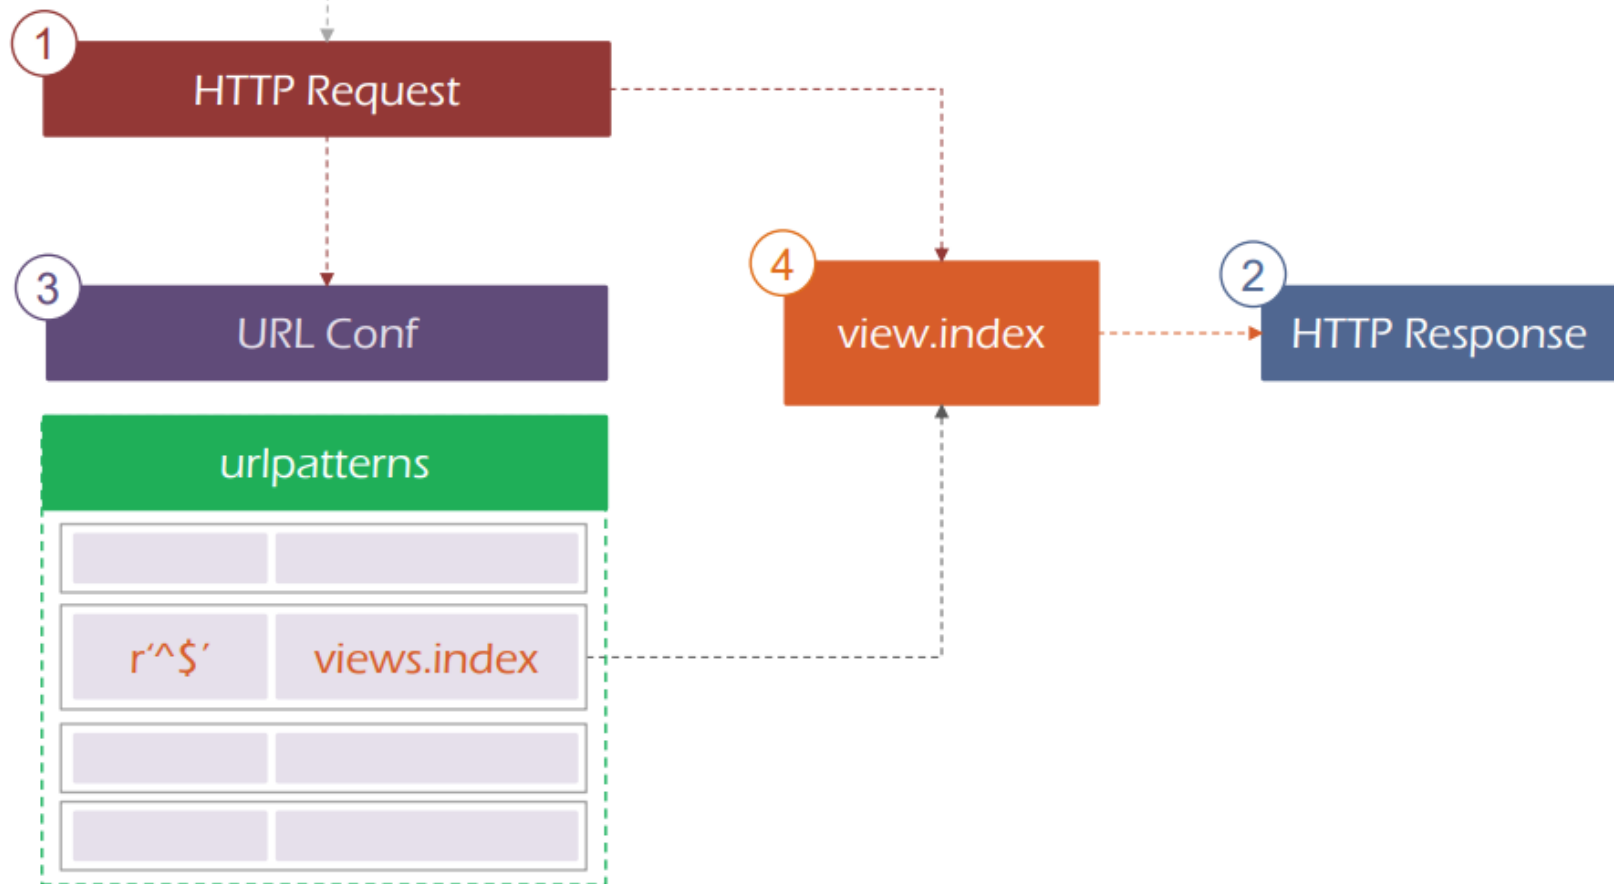 1
HTTP Request
3
URL Conf
4
view.index
2
HTTP Response
urlpatterns
r‘^$’
views.index